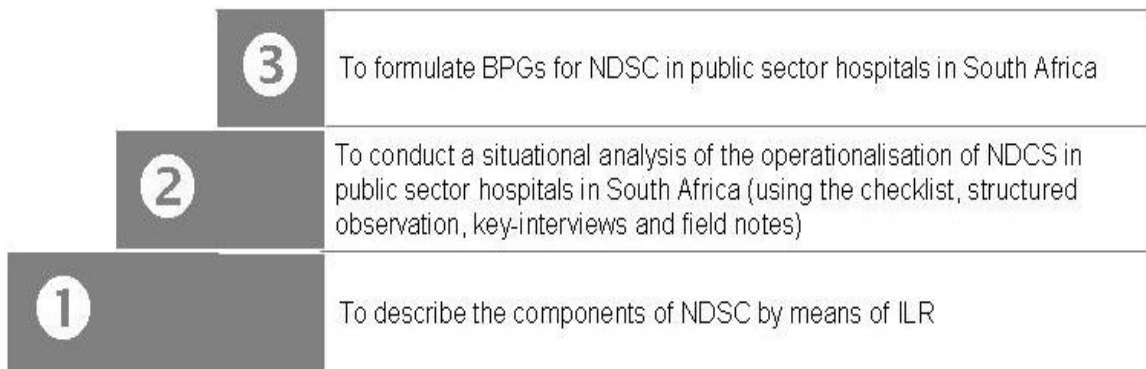 3
To formulate BPGs for NDSC in public sector hospitals in South Africa
2
To conduct a situational analysis of the operationalisation of NDCS in
public sector hospitals in South Africa (using the checklist, structured
observation, key-interviews and field notes)
1
To describe the components of NDSC by means of ILR